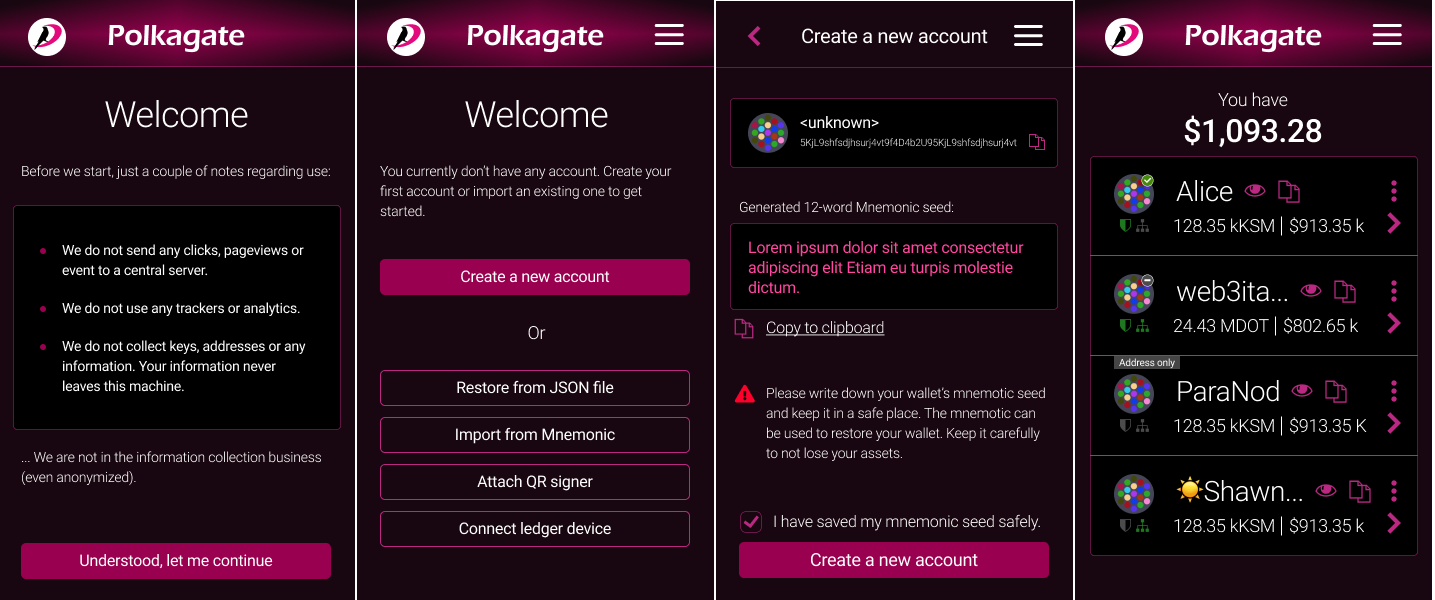 Polkagate
Welcome
Before we start, just a couple of notes regarding use:
We do not send any clicks, pageviews or
event to a central server.
We do not use any trackers or analytics.
We do not collect keys, addresses or any
information. Your information never
leaves this machine.
... We are not in the information collection business
(even anonymized).
Understood, let me continue
Polkagate
Welcome
You currently don't have any account. Create your
first account or import an existing one to get
started.
Create a new account
Or
Restore from JSON file
Import from Mnemonic
Attach QR signer
Connect ledger device
Create a new account
<unknown>
5KjL9shfsdjhsurj4vt9f4D4b2U95KjL9shfsdjhsurj4vt
Generated 12-word Mnemonic seed:
Lorem ipsum dolor sit amet consectetur
adipiscing elit Etiam eu turpis molestie
dictum.
Copy to clipboard
Please write down your wallet's mnemotic seed
and keep it in a safe place. The mnemotic can
be used to restore your wallet. Keep it carefully
to not lose your assets.
I have saved my mnemonic seed safely.
Create a new account
Polkagate
You have
$1,093.28
Alice
128.35 kKSM | $913.35 k
web3ita...
24.43 MDOT | $802.65 k
Address only
ParaNod
128.35 kKSM | $913.35 K
☀️Shawn...
128.35 kKSM | $913.35 k